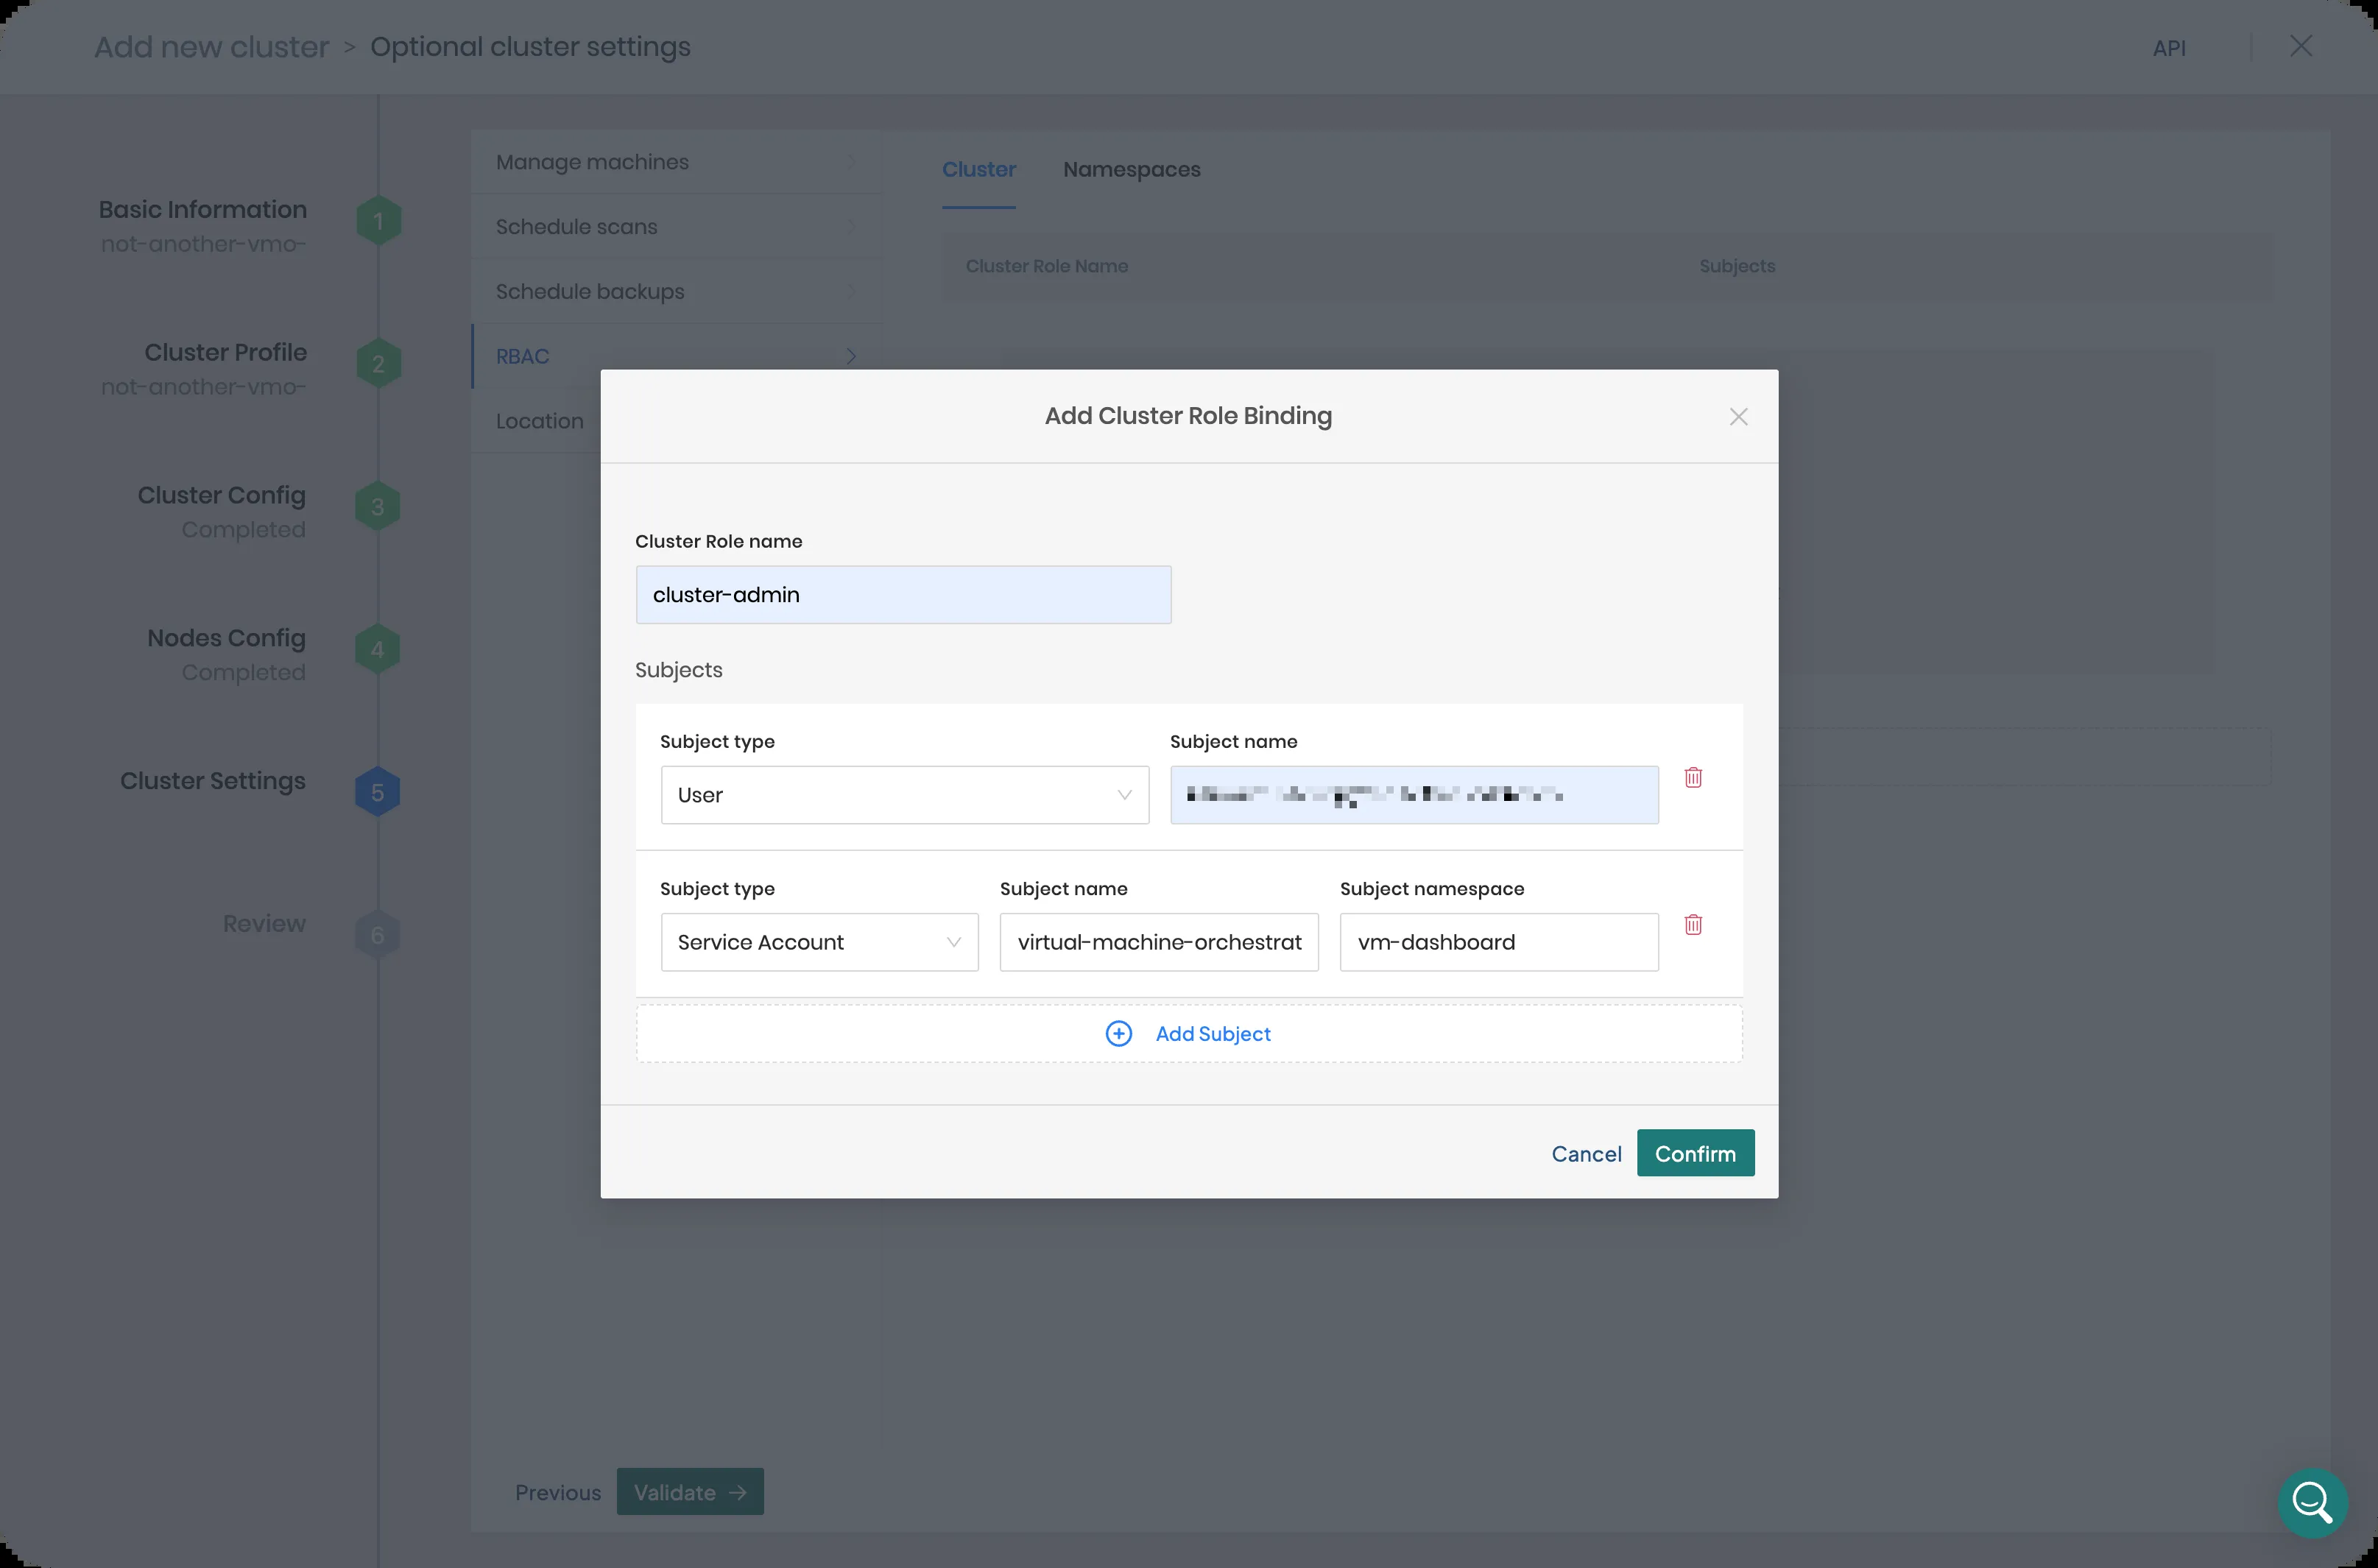 Add new cluster > Optional cluster settings
API
Basic Information
not-another-vmo-
1
Cluster Profile
not-another-vmo-
2
Cluster Config
Completed
3
Nodes Config
Completed
4
Cluster Settings
5
Review
6
Manage machines
Schedule scans
Schedule backups
RBAC
Location
Cluster Namespaces
Cluster Role Name Subjects
Add Cluster Role Binding
Cluster Role name
cluster-admin
Subjects
Subject type Subject name
User
Subject type Subject name Subject namespace
Service Account virtual-machine-orchestrat vm-dashboard
Add Subject
Cancel Confirm
Previous Validate